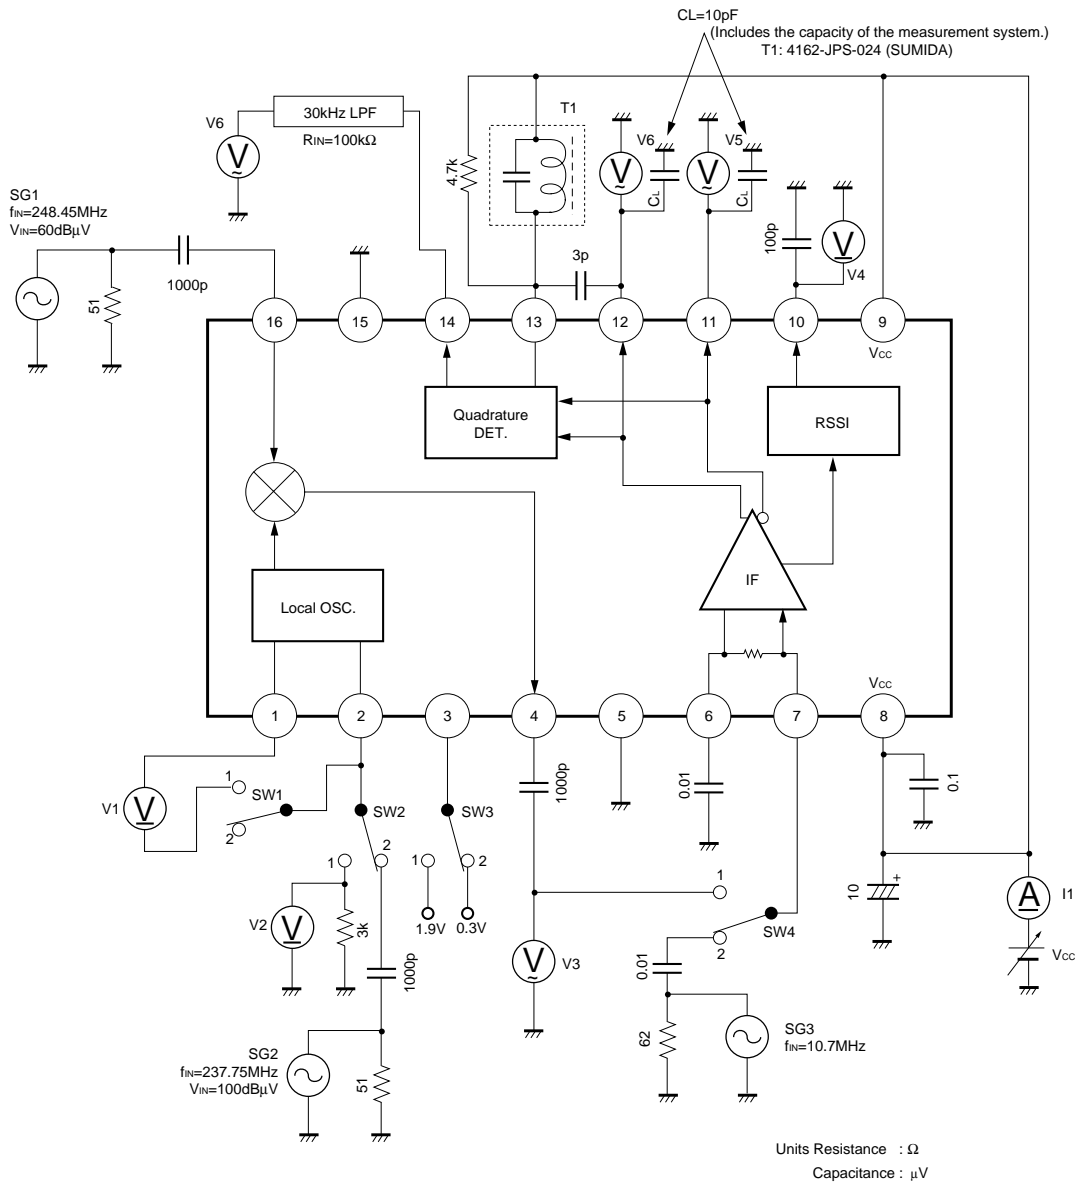 CL=10pF
(Includes the capacity of the measurement system.)
T1: 4162-JPS-024 (SUMIDA)
V6
30kHz LPF
RIN=100kΩ
T1
4.7k
V
~
V6
CL
V
~
V5
CL
V
~
100p
V
V4
SG1
fIN=248.45MHz
VIN=60dBµV
51
1000p
3p
16
15
14
13
12
11
10
9
VCC
Quadrature
DET.
RSSI
IF
Local OSC.
VCC
1
2
3
4
5
6
7
8
V1
V
1
SW1
2
SW2
1
2
SW3
1
2
1.9V
0.3V
V2
V
3k
1000p
1000p
V3
V
~
0.01
1
SW4
2
0.01
62
SG3
fIN=10.7MHz
0.1
10
+
A
I1
VCC
SG2
fIN=237.75MHz
VIN=100dBµV
51
Units Resistance : Ω
Capacitance : µV